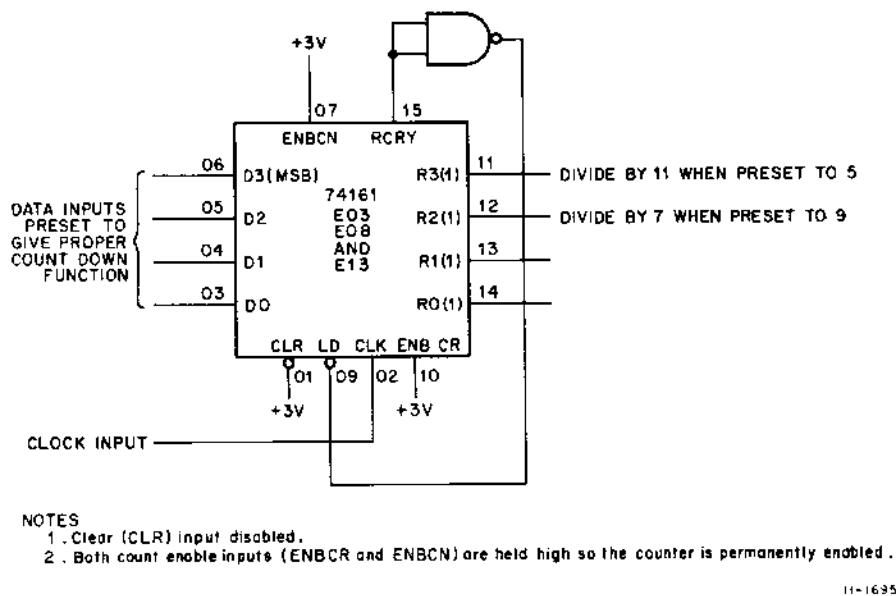 +3V
07
15
ENBCN
RCRY
06
D3(MSB)
R3(1)
11
DIVIDE BY 11 WHEN PRESET TO 5
DATA INPUTS
PRESET TO
GIVE PROPER
COUNT DOWN
FUNCTION
05
D2
74161
E03
E08
AND
E13
R2(1)
12
DIVIDE BY 7 WHEN PRESET TO 9
04
D1
R1(1)
13
03
D0
R0(1)
14
CLR
LD
CLK
ENB CR
01
09
02
10
+3V
+3V
CLOCK INPUT
NOTES
1. Clear (CLR) input disabled.
2. Both count enable inputs (ENBCR and ENBCN) are held high so the counter is permanently enabled.
11-1695